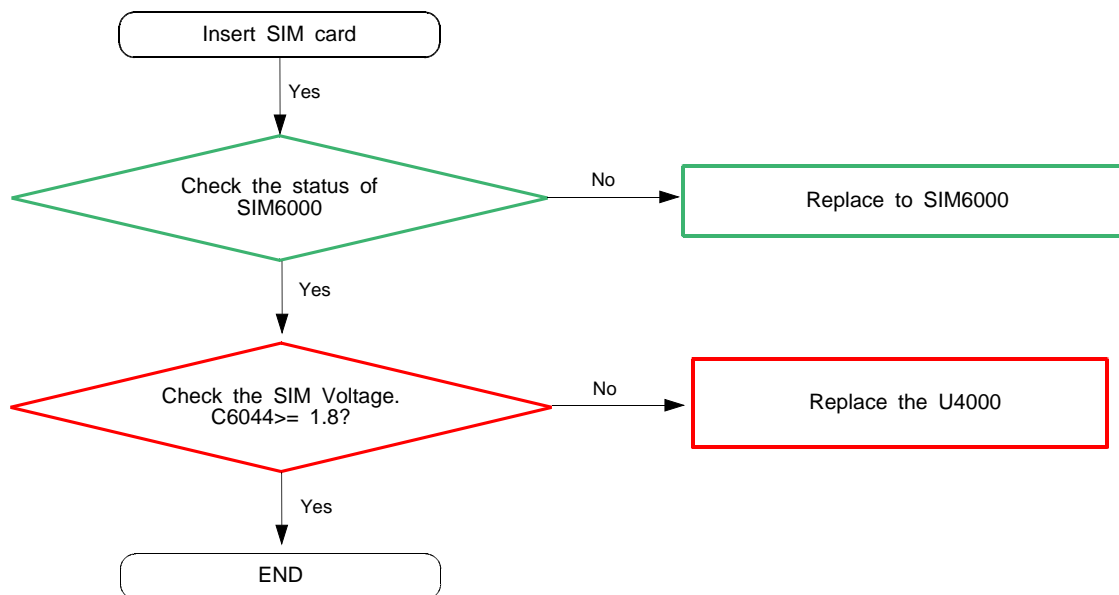 Insert SIM card
Yes
Check the status of
SIM6000
No
Replace to SIM6000
Yes
Check the SIM Voltage.
C6044>= 1.8?
No
Replace the U4000
Yes
END